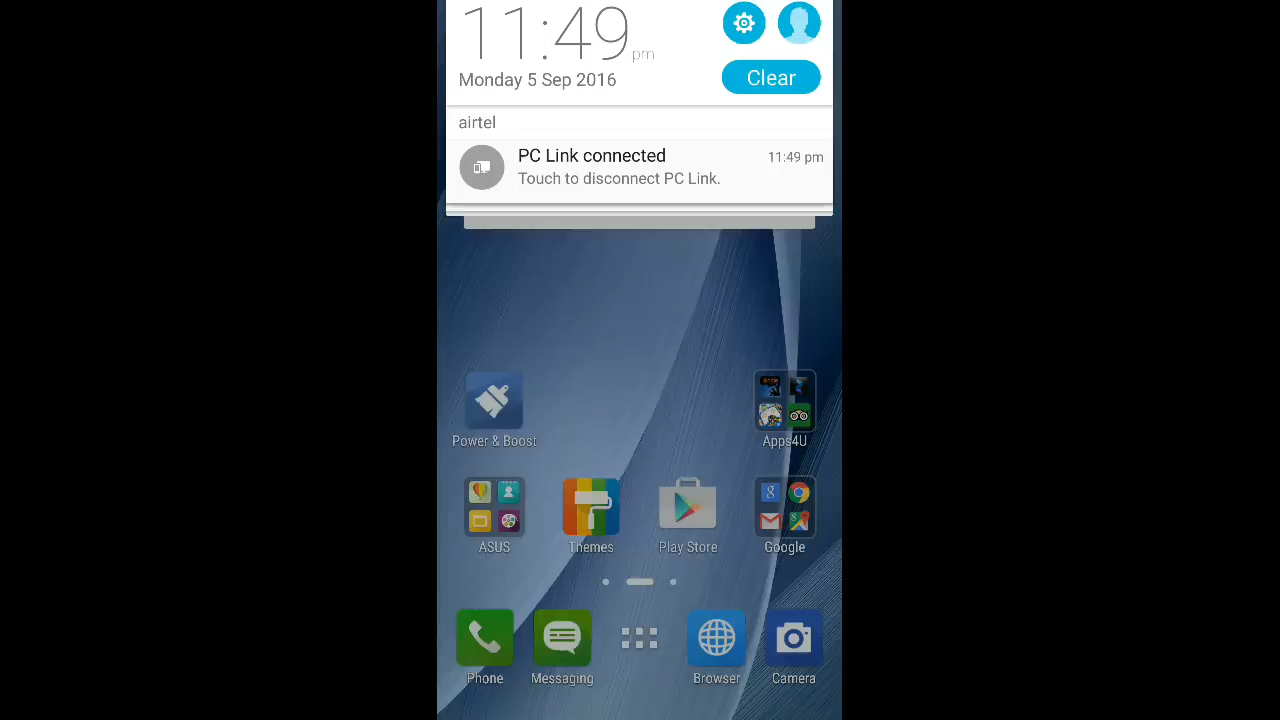 11:49 pm
Monday 5 Sep 2016
Clear
airtel
PC Link connected
11:49 pm
Touch to disconnect PC Link.
Power & Boost
Apps4U
ASUS
Themes
Play Store
Google
Phone
Messaging
Browser
Camera